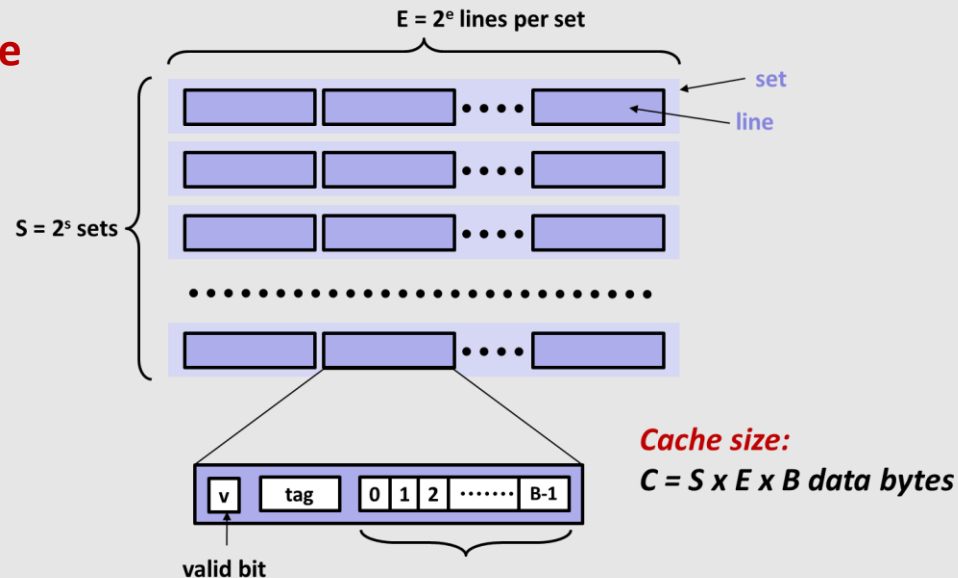 E = 2ᵉ lines per set
e
set
line
S = 2ˢ sets
Cache size:
C = S x E x B data bytes
v tag 0 1 2 ······· B-1
valid bit